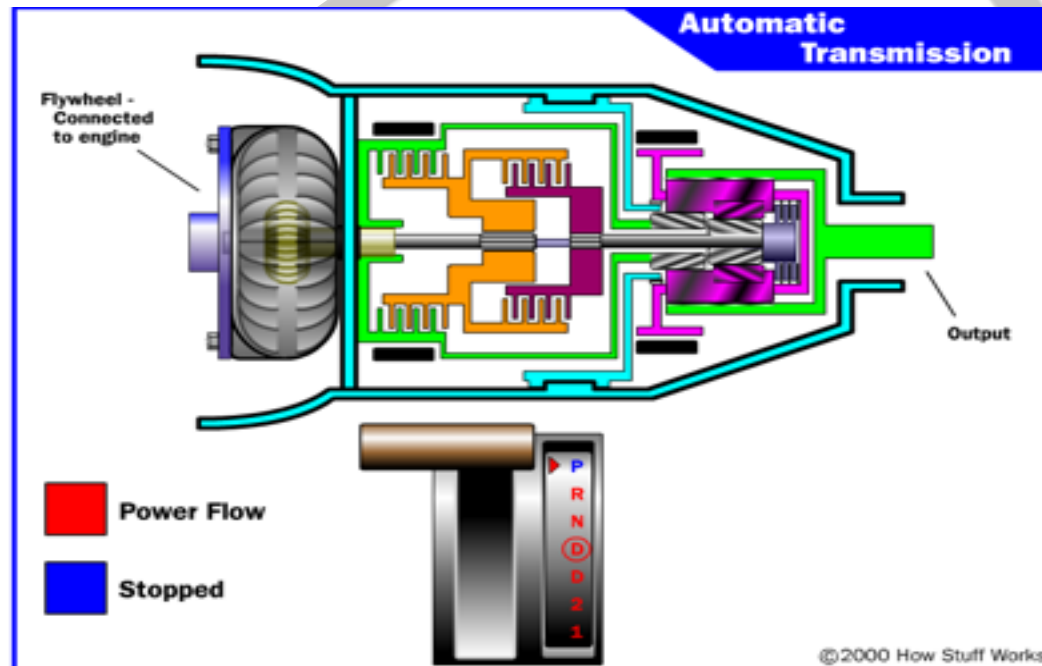 Automatic
Transmission
Flywheel -
Connected
to engine
Output
Power Flow
Stopped
P
R
N
D
D
2
1
©2000 How Stuff Works